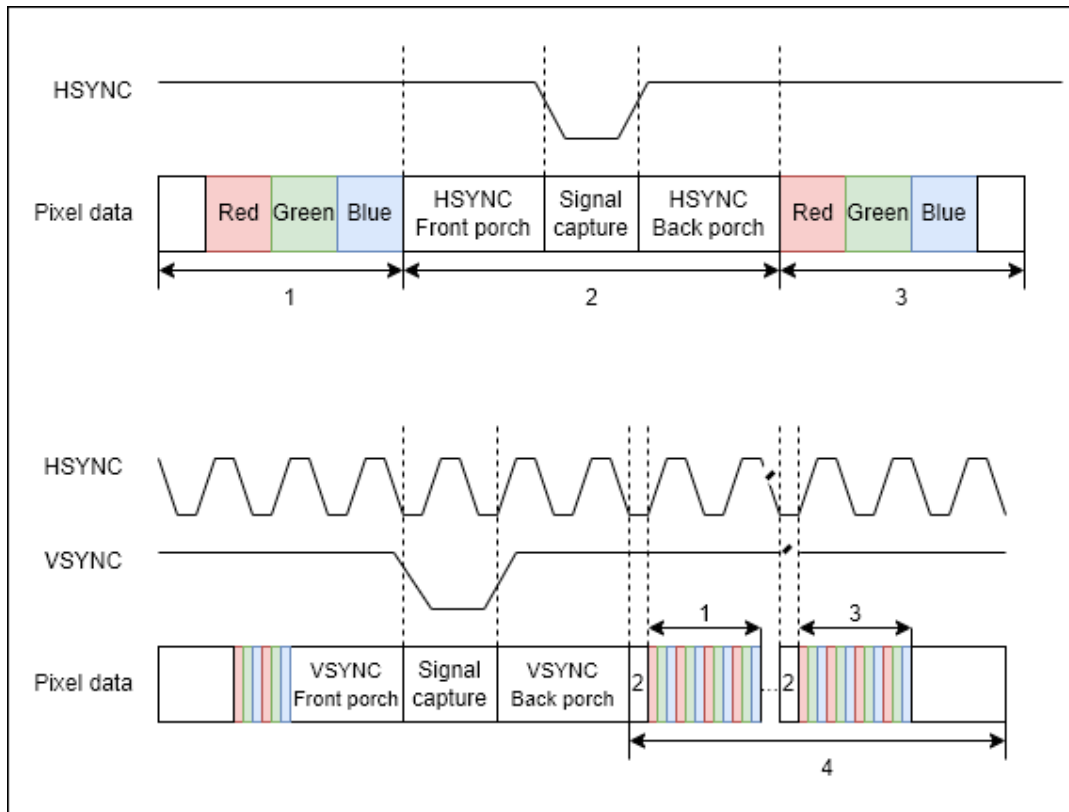 HSYNC
Pixel data
Red
Green
Blue
HSYNC
Front porch
Signal
capture
HSYNC
Back porch
Red
Green
Blue
1
2
3
HSYNC
VSYNC
1
3
Pixel data
VSYNC
Front porch
Signal
capture
VSYNC
Back porch
2
...
2
4